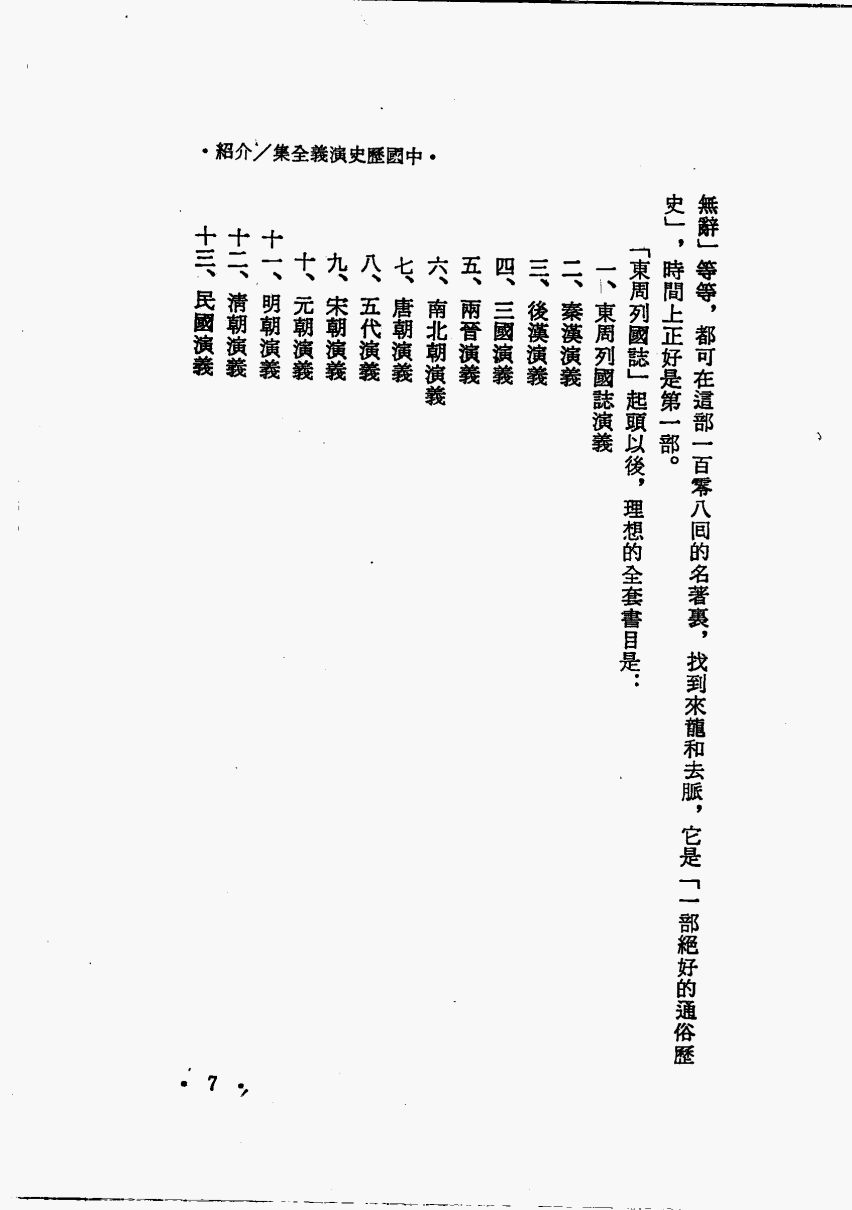 •中國歷史演義全集／介紹•
無辭」等等，都可在這部一百零八回的名著裏，找到來龍和去脈，它是「一部絕好的通俗歷
史」，時間上正好是第一部。
「東周列國誌」起頭以後，理想的全套書目是：
一、東周列國誌演義
二、秦漢演義
三、後漢演義
四、三國演義
五、兩晉演義
六、南北朝演義
七、唐朝演義
八、五代演義
九、宋朝演義
十、元朝演義
十一、明朝演義
十二、清朝演義
十三、民國演義
• 7 •